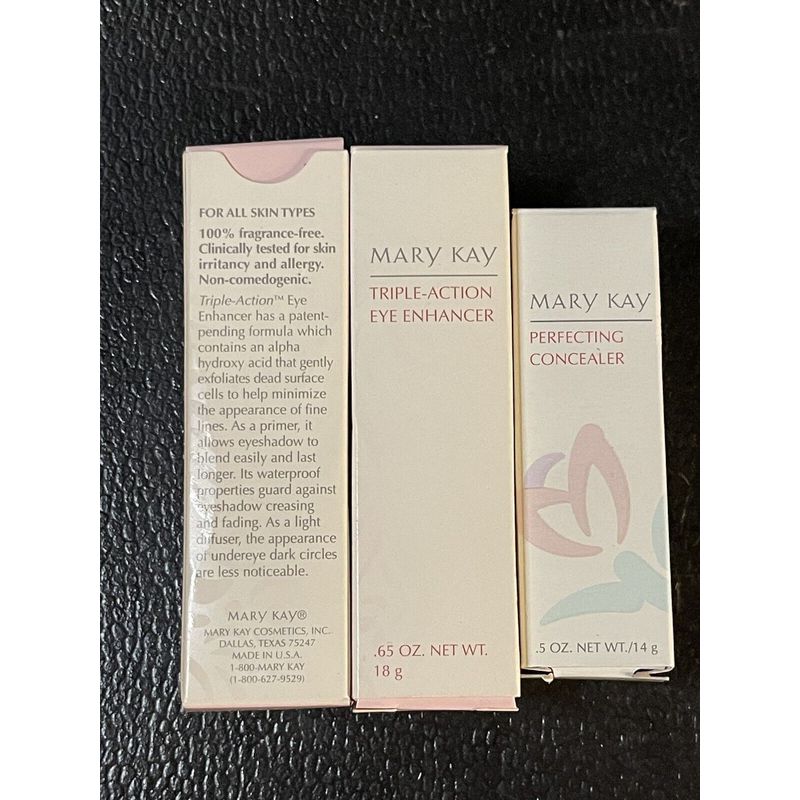 FOR ALL SKIN TYPES
100% fragrance-free.
Clinically tested for skin
irritancy and allergy.
Non-comedogenic.
Triple-Action™ Eye
Enhancer has a patent-
pending formula which
contains an alpha
hydroxy acid that gently
exfoliates dead surface
cells to help minimize
the appearance of fine
lines. As a primer, it
allows eyeshadow to
blend easily and last
longer. Its waterproof
properties guard against
eyeshadow creasing
and fading. As a light
diffuser, the appearance
of undereye dark circles
are less noticeable.
MARY KAY®
MARY KAY COSMETICS, INC.
DALLAS, TEXAS 75247
MADE IN U.S.A.
1-800-MARY KAY
(1-800-627-9529)
MARY KAY
TRIPLE-ACTION
EYE ENHANCER
.65 OZ. NET WT.
18 g
MARY KAY
PERFECTING
CONCEALER
.5 OZ. NET WT./14 g